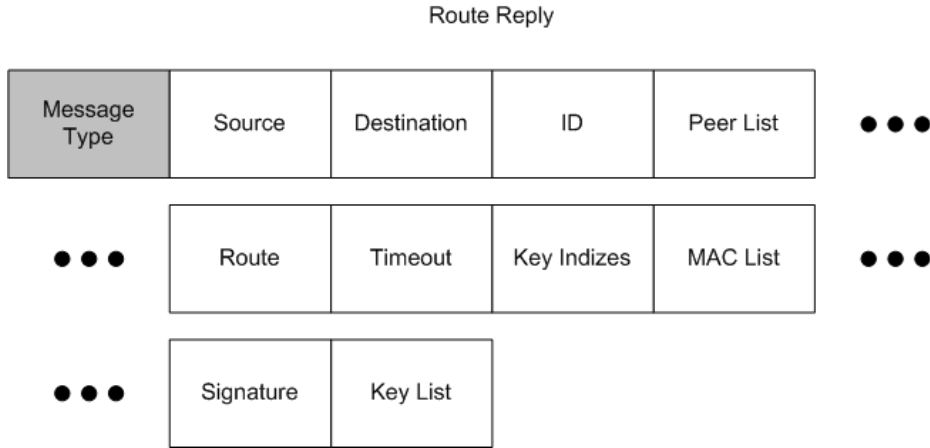 Route Reply
Message
Type
Source
Destination
ID
Peer List
Route
Timeout
Key Indizes
MAC List
Signature
Key List